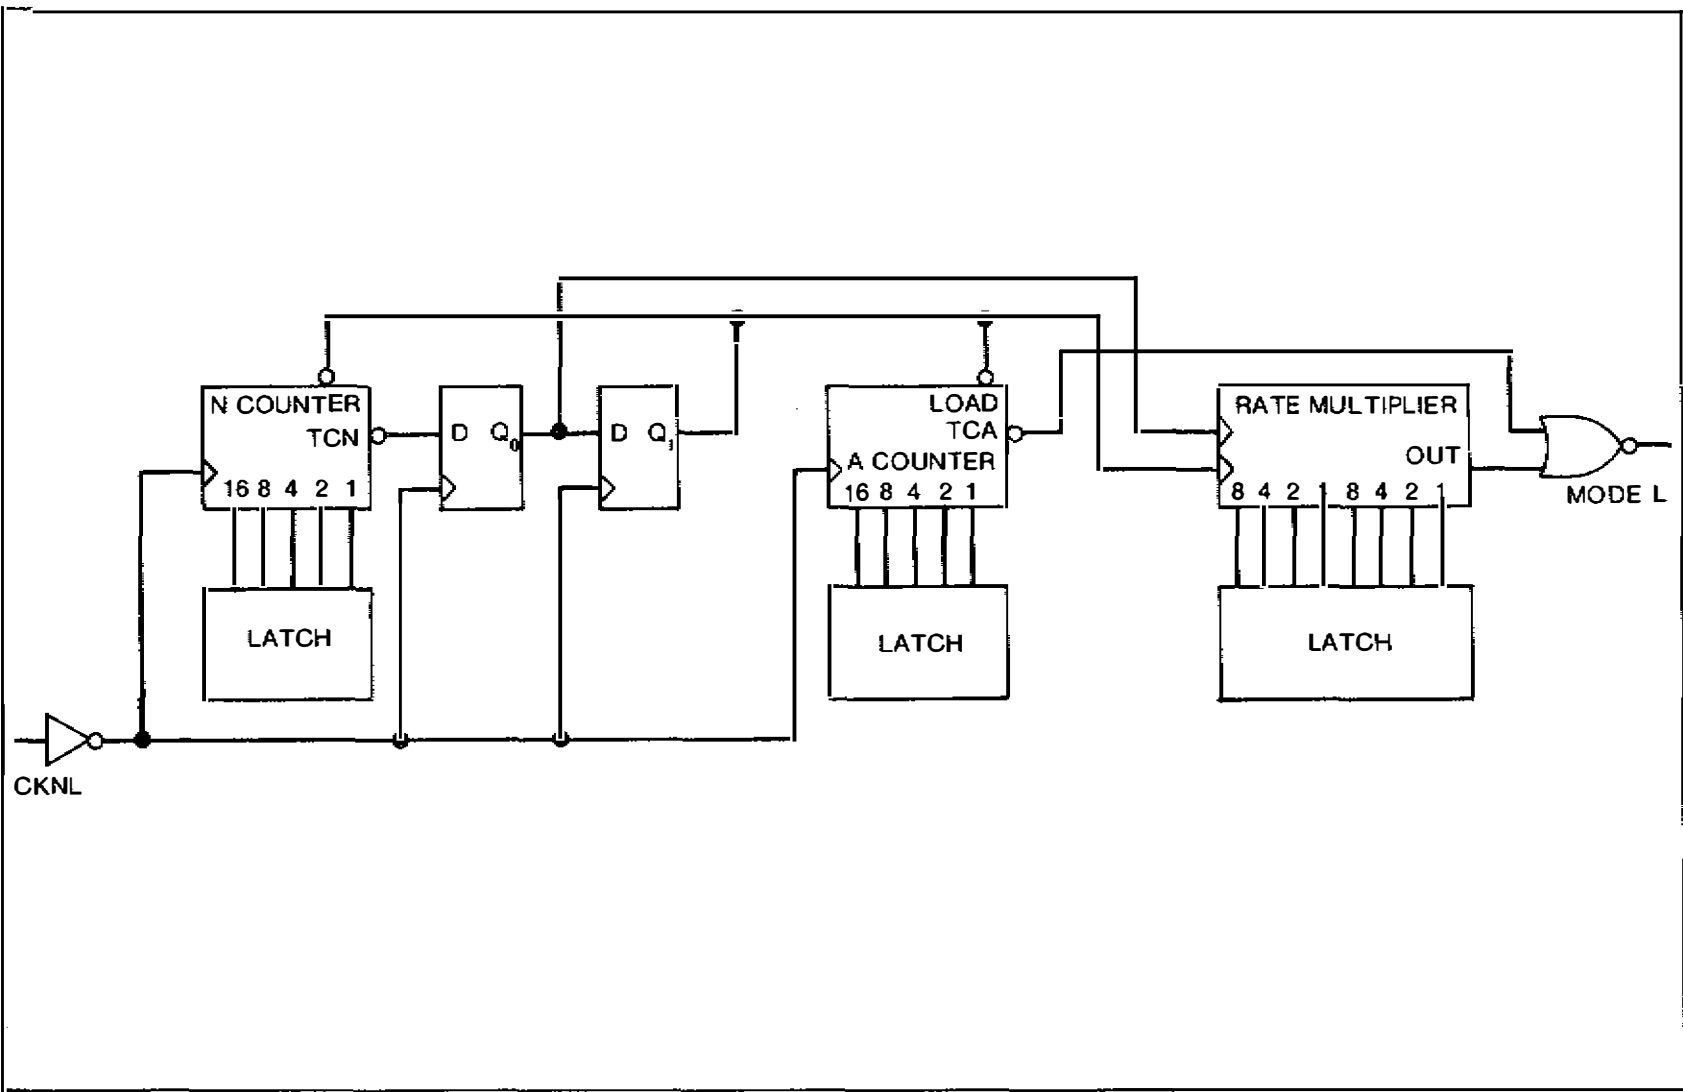 N COUNTER
TCN
16 8 4 2 1
D Q0
D Q1
LOAD
TCA
A COUNTER
16 8 4 2 1
RATE MULTIPLIER
OUT
8 4 2 1 8 4 2 1
MODE L
LATCH
LATCH
LATCH
CKNL